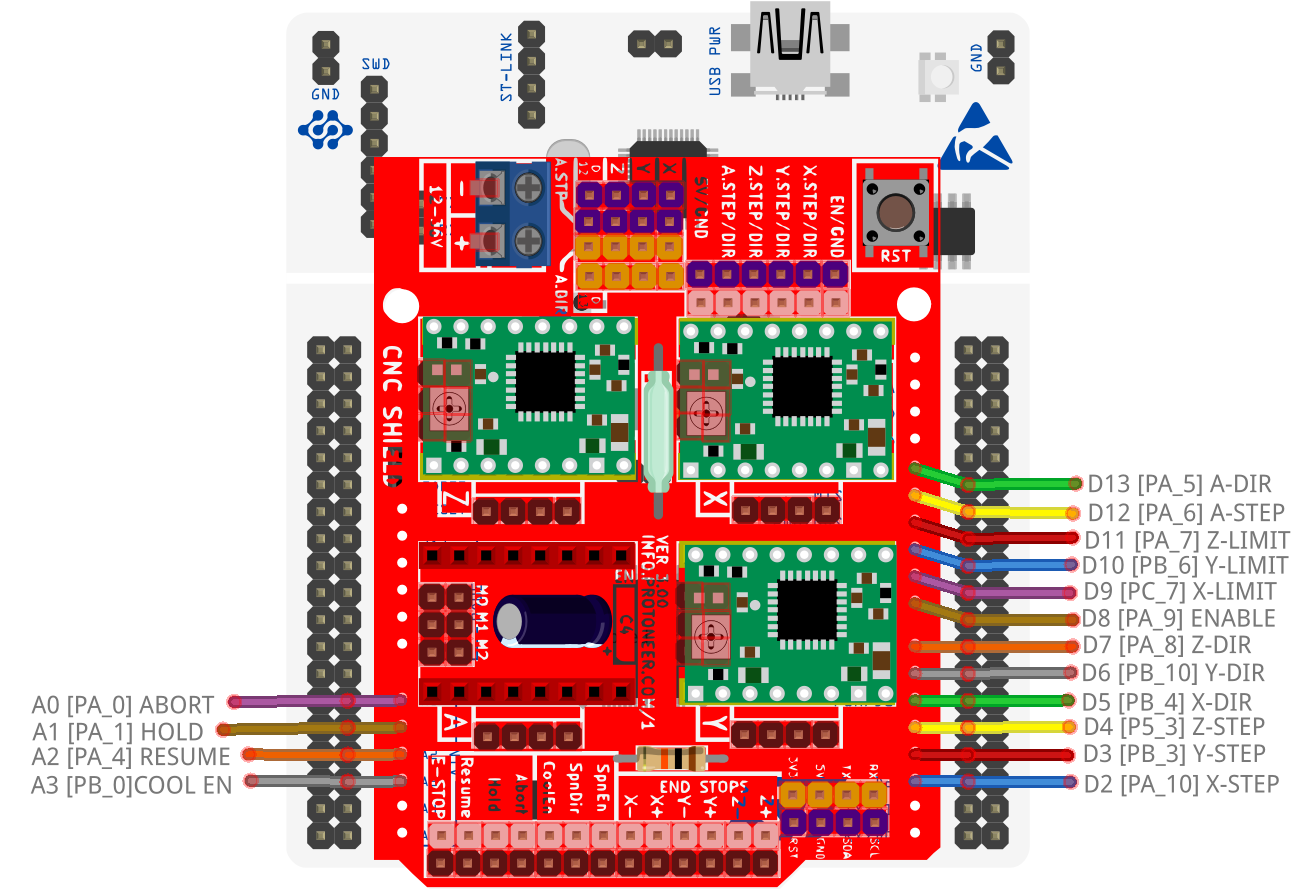 SWD
GND
ST-LINK
USB PWR
GND
12-36V
-
+
A.STP
D
12
Z
Y
X
5V/GND
A.STEP/DIR
Z.STEP/DIR
Y.STEP/DIR
X.STEP/DIR
EN/GND
RST
A.DIR
D
CNC SHIELD
Z
X
VER 3.00
INFO:PROTONEER.COM/1
EN
M0 M1 M2
C4
+
A
Y
D13 [PA_5] A-DIR
D12 [PA_6] A-STEP
D11 [PA_7] Z-LIMIT
D10 [PB_6] Y-LIMIT
D9 [PC_7] X-LIMIT
D8 [PA_9] ENABLE
D7 [PA_8] Z-DIR
D6 [PB_10] Y-DIR
D5 [PB_4] X-DIR
D4 [P5_3] Z-STEP
D3 [PB_3] Y-STEP
D2 [PA_10] X-STEP
A0 [PA_0] ABORT
A1 [PA_1] HOLD
A2 [PA_4] RESUME
A3 [PB_0]COOL EN
E-STOP
Resume
Hold
Abort
CoolEn
SpnDir
SpnEn
END STOPS
X-
X+
Y-
Y+
Z-
Z+
3V3
5V
TX
RX
RST
GND
SDA
SCL